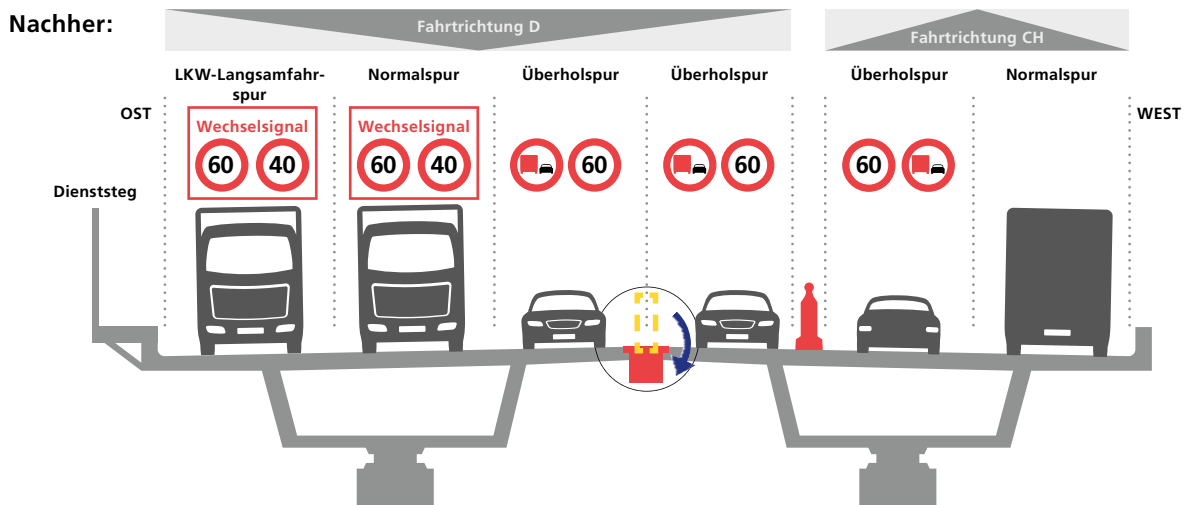 Nachher:
Fahrtrichtung D
Fahrtrichtung CH
LKW-Langsamfahr-
spur
Normalspur
Überholspur
Überholspur
Überholspur
Normalspur
OST
WEST
Wechselsignal
60 40
Wechselsignal
60 40
60
60
60
Dienststeg